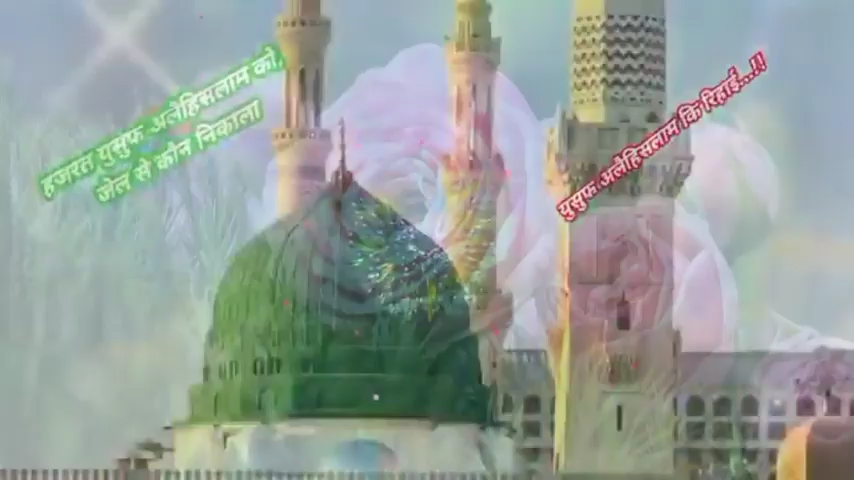 हजरत युसुफ अलेहिसलाम को,
जेल से कौन निकाला
युसुफ अलेहिसलाम कि रिहाई...!!